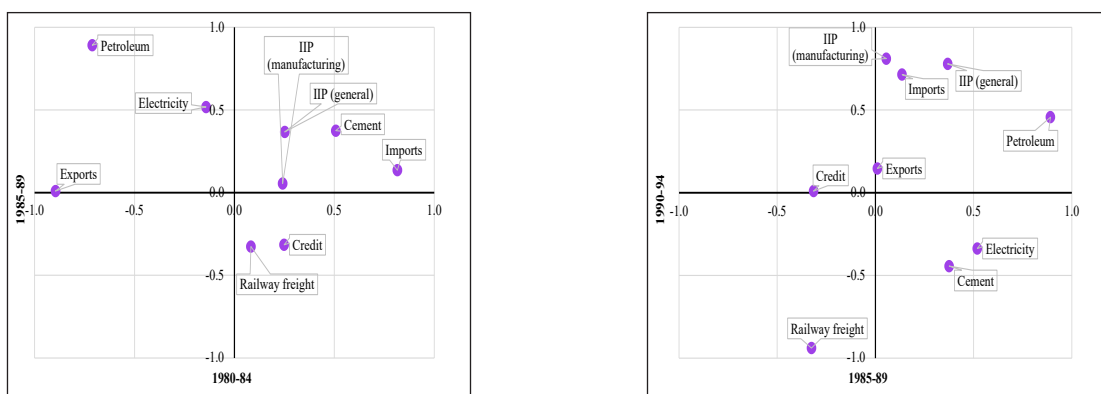 1.0
Petroleum
IIP
(manufacturing)
IIP (general)
Electricity
0.5
Cement
Imports
Exports
0.0
-1.0
-0.5
0.0
0.5
1.0
Credit
Railway freight
-0.5
-1.0
1985-89
1980-84
1.0
IIP
(manufacturing)
Imports
IIP (general)
0.5
Petroleum
Credit
Exports
0.0
-1.0
-0.5
0.0
0.5
1.0
Electricity
-0.5
Cement
Railway freight
-1.0
1990-94
1985-89